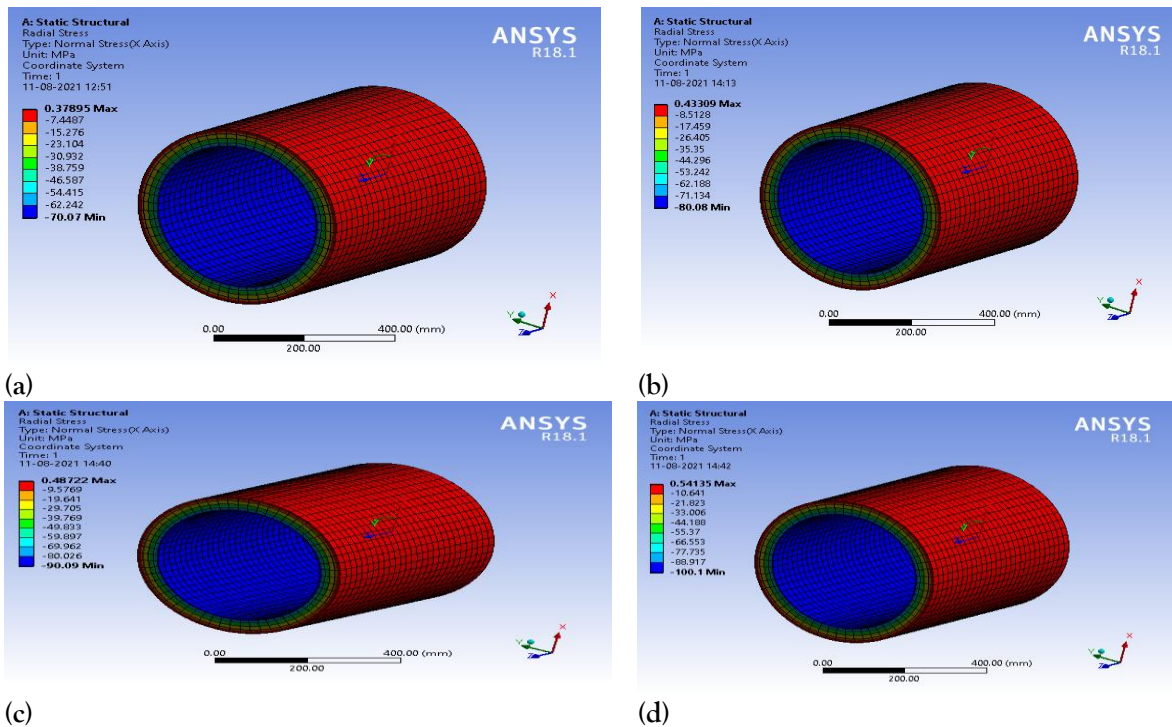 A: Static Structural
Radial Stress
Type: Normal Stress(X Axis)
Unit: MPa
Coordinate System
Time: 1
11-08-2021 12:51
ANSYS
R18.1
0.37895 Max
-7.4487
-15.276
-23.104
-30.932
-38.759
-46.587
-54.415
-62.242
-70.07 Min
Y
Z
X
0.00
400.00 (mm)
200.00
(a)
A: Static Structural
Radial Stress
Type: Normal Stress(X Axis)
Unit: MPa
Coordinate System
Time: 1
11-08-2021 14:13
ANSYS
R18.1
0.43309 Max
-8.5128
-17.459
-26.405
-35.35
-44.296
-53.242
-62.188
-71.134
-80.08 Min
Y
Z
X
0.00
400.00 (mm)
200.00
(b)
A: Static Structural
Radial Stress
Type: Normal Stress(X Axis)
Unit: MPa
Coordinate System
Time: 1
11-08-2021 14:40
ANSYS
R18.1
0.48722 Max
-9.5769
-19.641
-29.705
-39.769
-49.833
-59.897
-69.962
-80.026
-90.09 Min
Y
Z
X
0.00
400.00 (mm)
200.00
(c)
A: Static Structural
Radial Stress
Type: Normal Stress(X Axis)
Unit: MPa
Coordinate System
Time: 1
11-08-2021 14:42
ANSYS
R18.1
0.54135 Max
-10.641
-21.823
-33.006
-44.188
-55.37
-66.553
-77.735
-88.917
-100.1 Min
Y
Z
X
0.00
400.00 (mm)
200.00
(d)